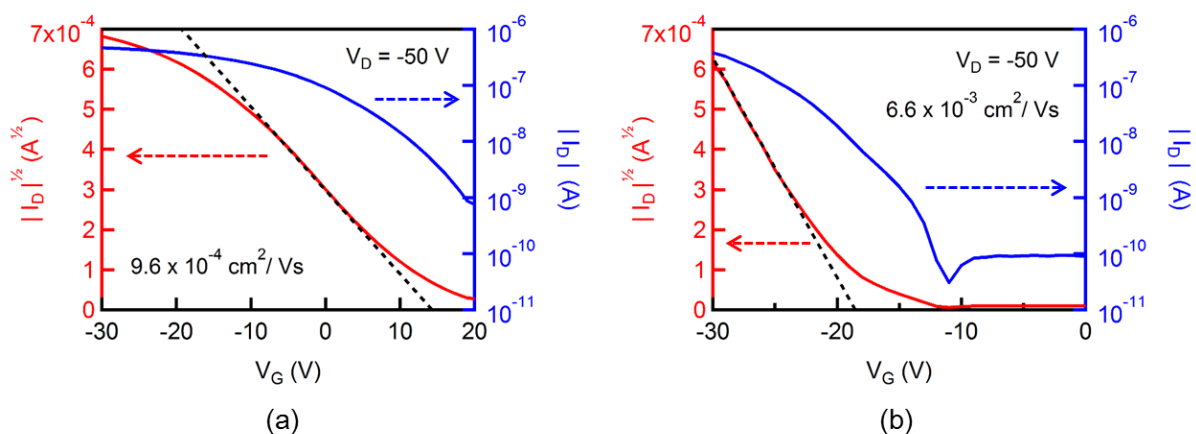 7x10⁻⁴
6
5
4
3
2
1
0
| I_D |^½ (A^½)
V_D = -50 V
9.6 x 10⁻⁴ cm²/ Vs
10⁻⁶
10⁻⁷
10⁻⁸
10⁻⁹
10⁻¹⁰
10⁻¹¹
| I_D | (A)
-30 -20 -10 0 10 20
V_G (V)
(a)
7x10⁻⁴
6
5
4
3
2
1
0
| I_D |^½ (A^½)
V_D = -50 V
6.6 x 10⁻³ cm²/ Vs
10⁻⁶
10⁻⁷
10⁻⁸
10⁻⁹
10⁻¹⁰
10⁻¹¹
| I_D | (A)
-30 -20 -10 0
V_G (V)
(b)